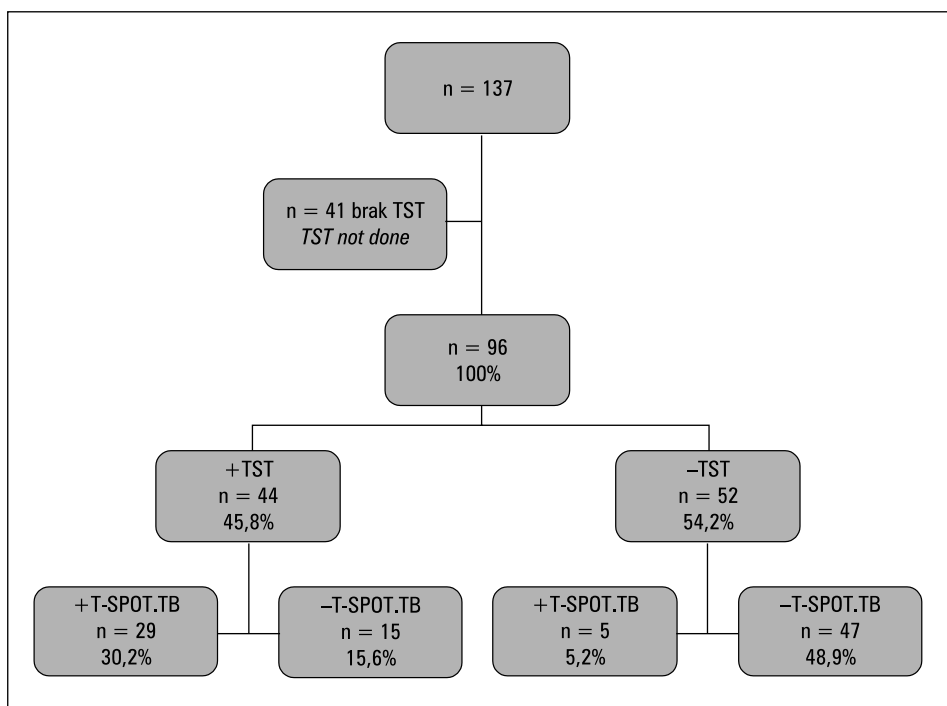 n = 137
n = 41 brak TST
TST not done
n = 96
100%
+TST
n = 44
45,8%
–TST
n = 52
54,2%
+T-SPOT.TB
n = 29
30,2%
–T-SPOT.TB
n = 15
15,6%
+T-SPOT.TB
n = 5
5,2%
–T-SPOT.TB
n = 47
48,9%